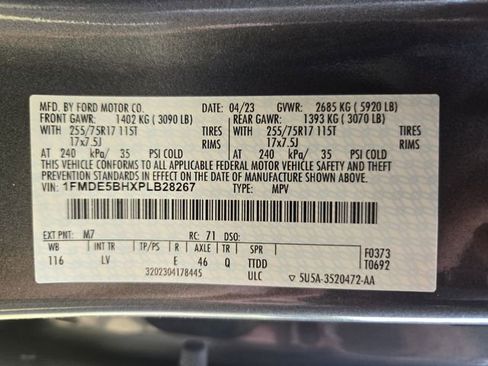 MFD. BY FORD MOTOR CO. 04/23 GVWR: 2685 KG ( 5920 LB)
FRONT GAWR: 1402 KG ( 3090 LB) REAR GAWR: 1393 KG ( 3070 LB)
WITH 255/75R17 115T TIRES WITH 255/75R17 115T TIRES
17x7.5J RIMS 17x7.5J RIMS
AT 240 kPa/ 35 PSI COLD AT 240 kPa/ 35 PSI COLD
THIS VEHICLE CONFORMS TO ALL APPLICABLE FEDERAL MOTOR VEHICLE SAFETY
STANDARDS IN EFFECT ON THE DATE OF MANUFACTURE SHOWN ABOVE.
VIN: 1FMDE5BHXPLB28267 TYPE: MPV
EXT PNT: M7 RC: 71 DSO: F0373
WB INT TR TP/PS R AXLE TR SPR T0692
116 LV E 46 Q TTDD
3202304178445 ULC ▽ 5U5A-3520472-AA